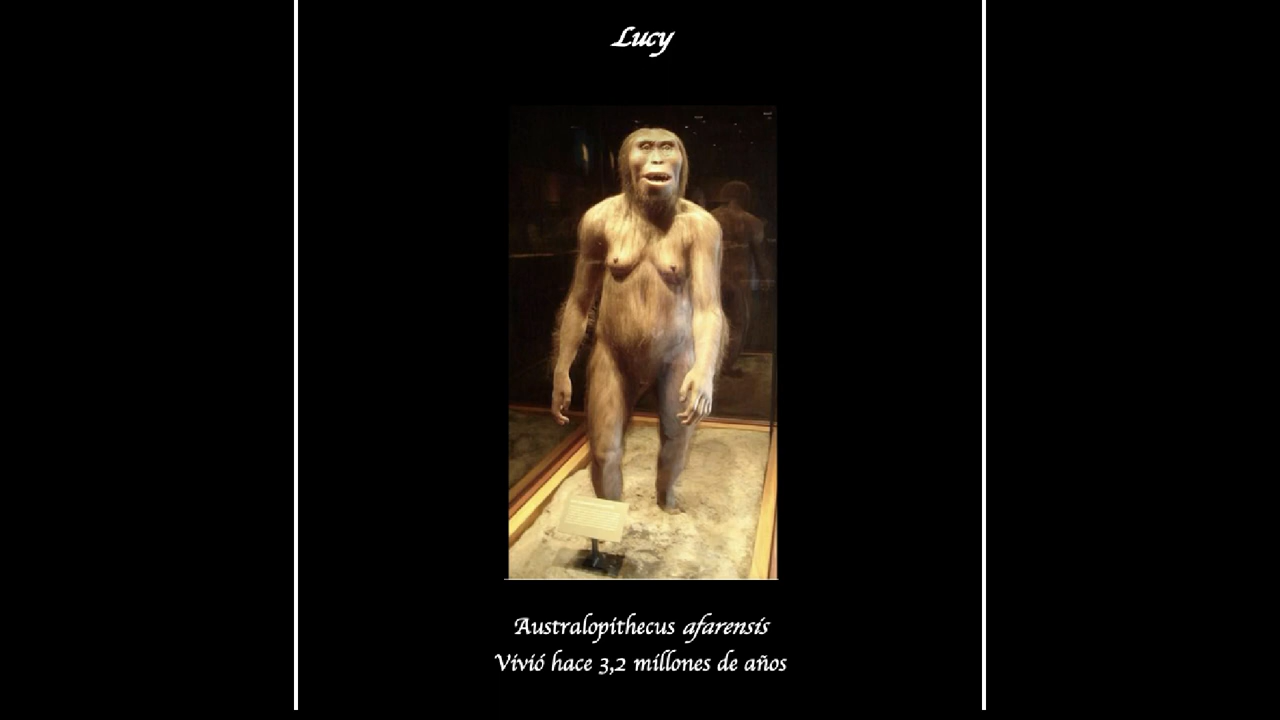 Lucy
Australopithecus afarensis
Vivió hace 3,2 millones de años